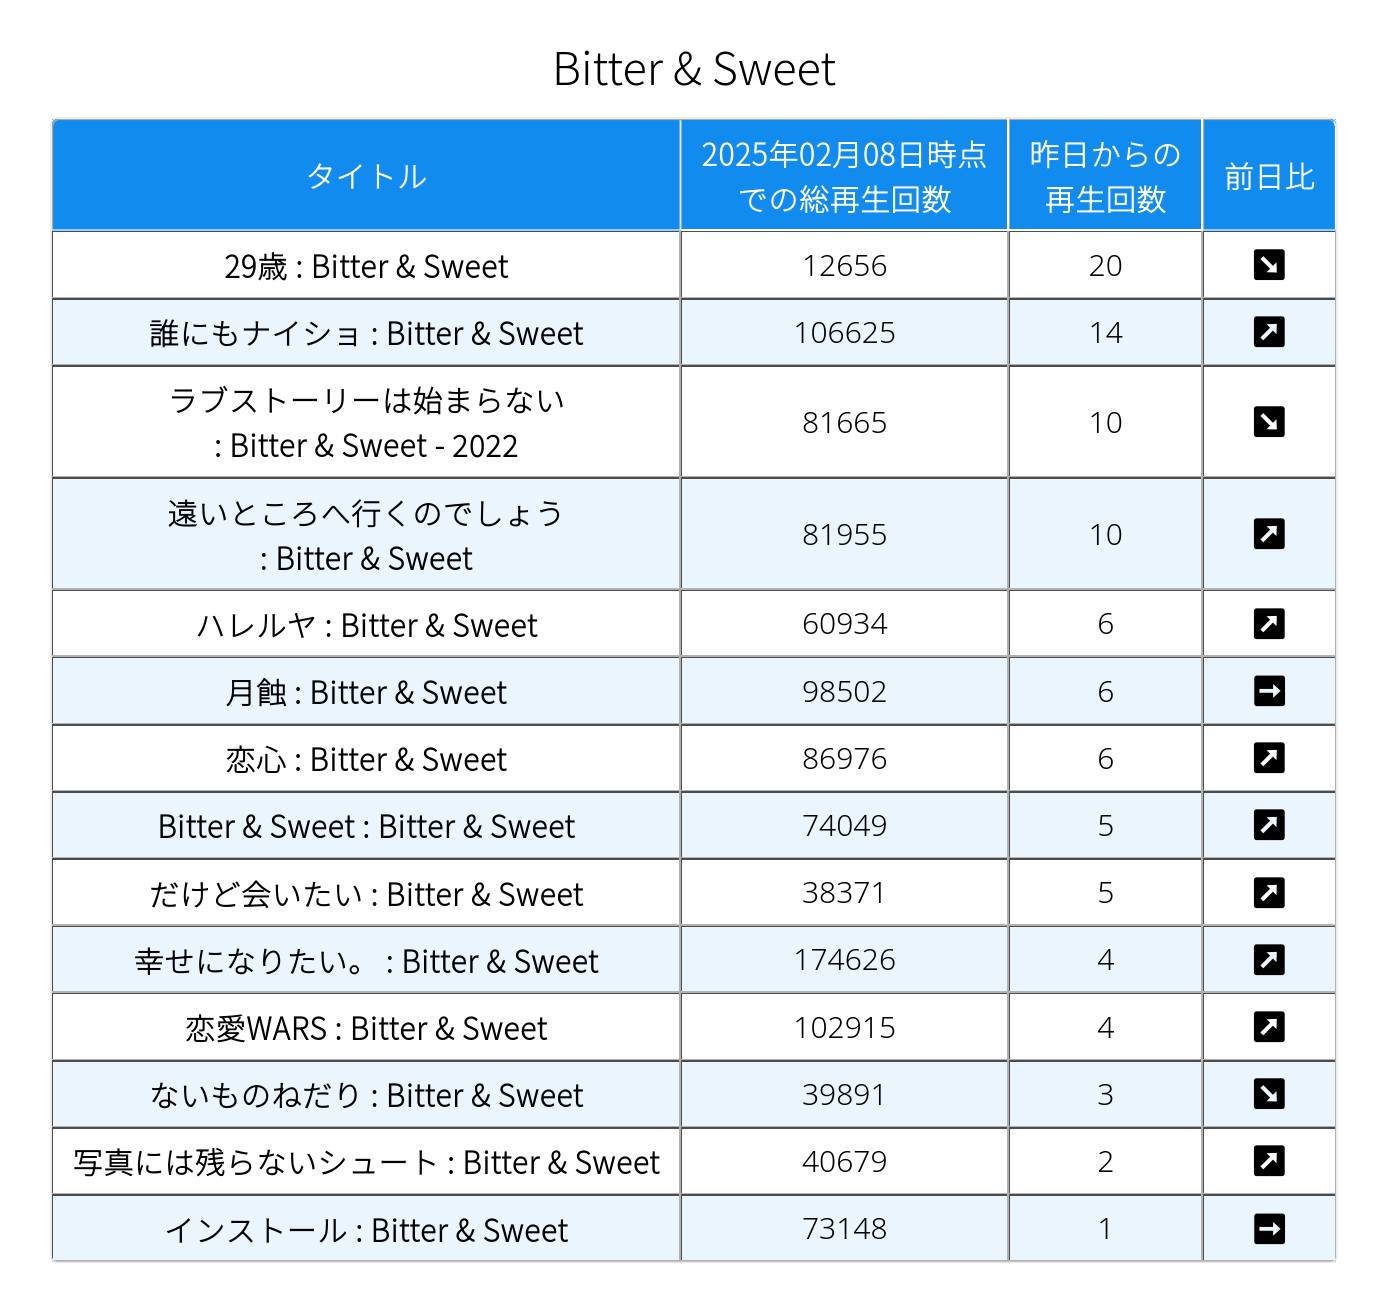 Bitter & Sweet
タイトル
2025年02月08日時点
での総再生回数
昨日からの
再生回数
前日比
29歳 : Bitter & Sweet
12656
20
誰にもナイショ : Bitter & Sweet
106625
14
ラブストーリーは始まらない
: Bitter & Sweet - 2022
81665
10
遠いところへ行くのでしょう
: Bitter & Sweet
81955
10
ハレルヤ : Bitter & Sweet
60934
6
月蝕 : Bitter & Sweet
98502
6
恋心 : Bitter & Sweet
86976
6
Bitter & Sweet : Bitter & Sweet
74049
5
だけど会いたい : Bitter & Sweet
38371
5
幸せになりたい。 : Bitter & Sweet
174626
4
恋愛WARS : Bitter & Sweet
102915
4
ないものねだり : Bitter & Sweet
39891
3
写真には残らないシュート : Bitter & Sweet
40679
2
インストール : Bitter & Sweet
73148
1